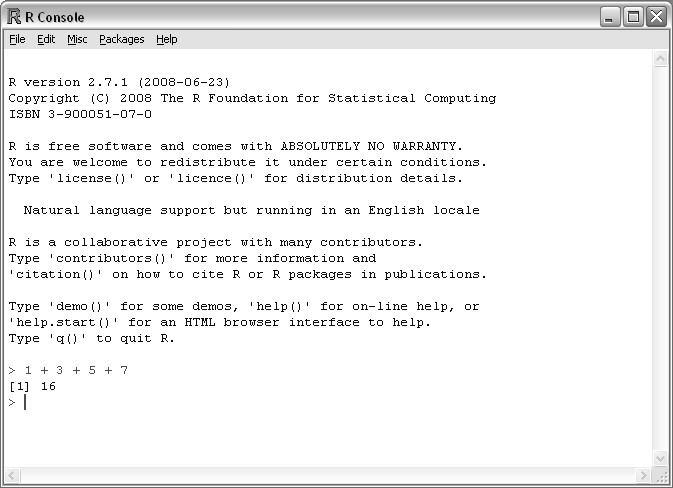 R Console
File Edit Misc Packages Help
R version 2.7.1 (2008-06-23)
Copyright (C) 2008 The R Foundation for Statistical Computing
ISBN 3-900051-07-0
R is free software and comes with ABSOLUTELY NO WARRANTY.
You are welcome to redistribute it under certain conditions.
Type 'license()' or 'licence()' for distribution details.
Natural language support but running in an English locale
R is a collaborative project with many contributors.
Type 'contributors()' for more information and
'citation()' on how to cite R or R packages in publications.
Type 'demo()' for some demos, 'help()' for on-line help, or
'help.start()' for an HTML browser interface to help.
Type 'q()' to quit R.
> 1 + 3 + 5 + 7
[1] 16
>